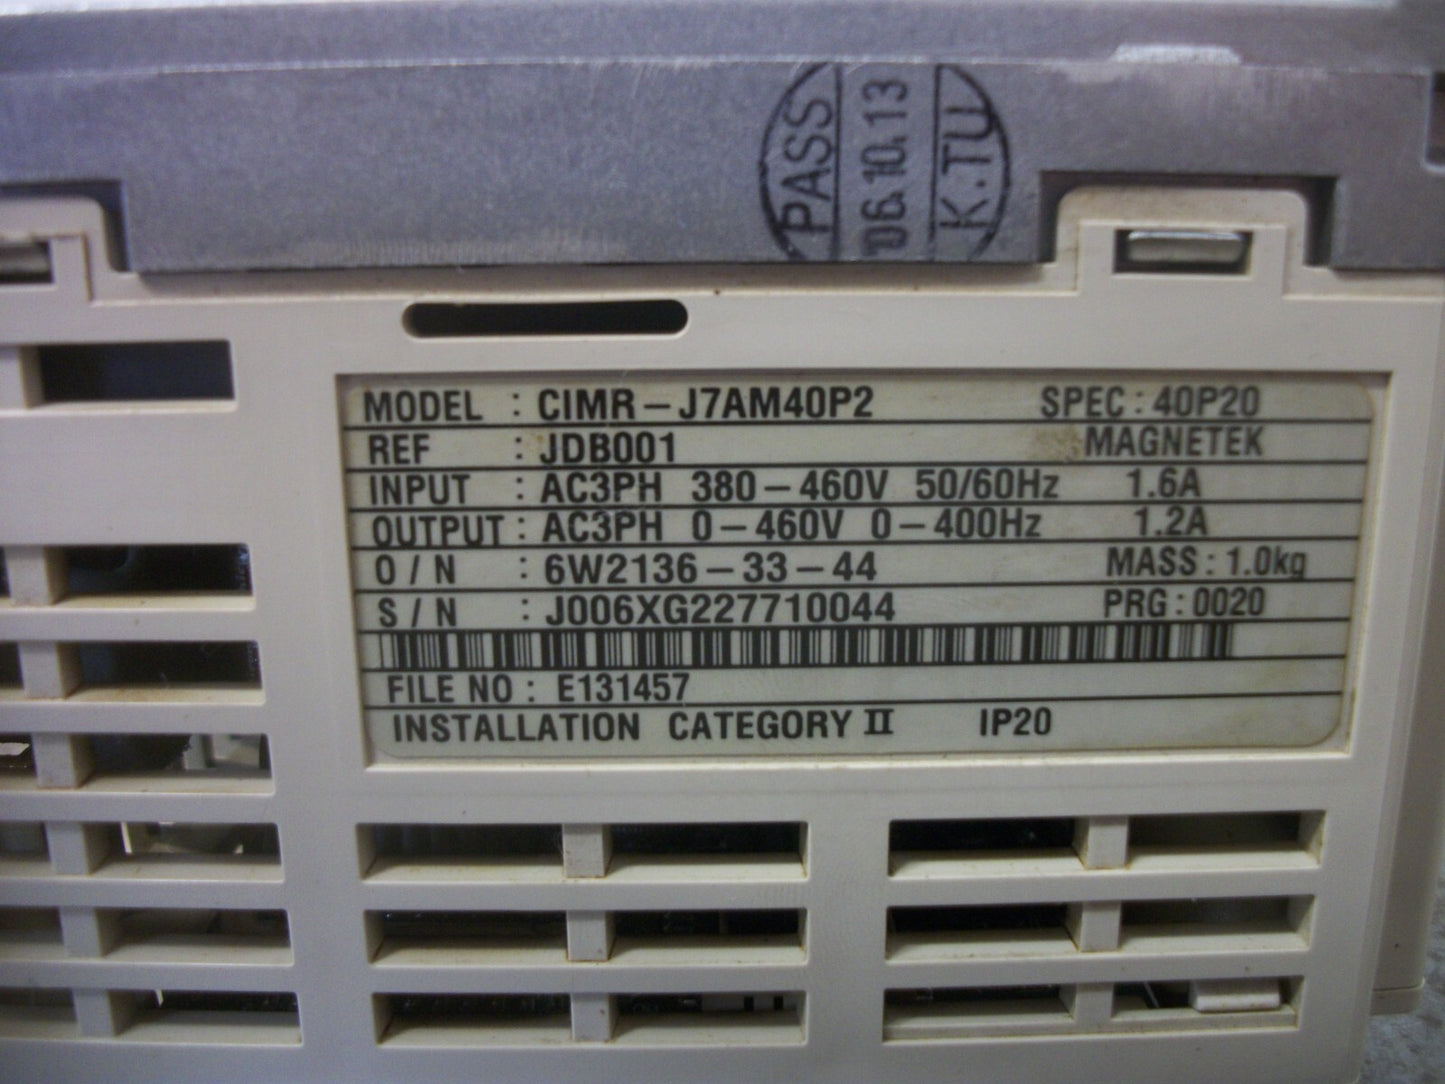 PASS
'06.10.13
K.TU
MODEL : CIMR-J7AM40P2 SPEC : 40P20
REF : JDB001 MAGNETEK
INPUT : AC3PH 380-460V 50/60Hz 1.6A
OUTPUT : AC3PH 0-460V 0-400Hz 1.2A
O / N : 6W2136-33-44 MASS : 1.0kg
S / N : J006XG227710044 PRG : 0020
FILE NO : E131457
INSTALLATION CATEGORY II IP20